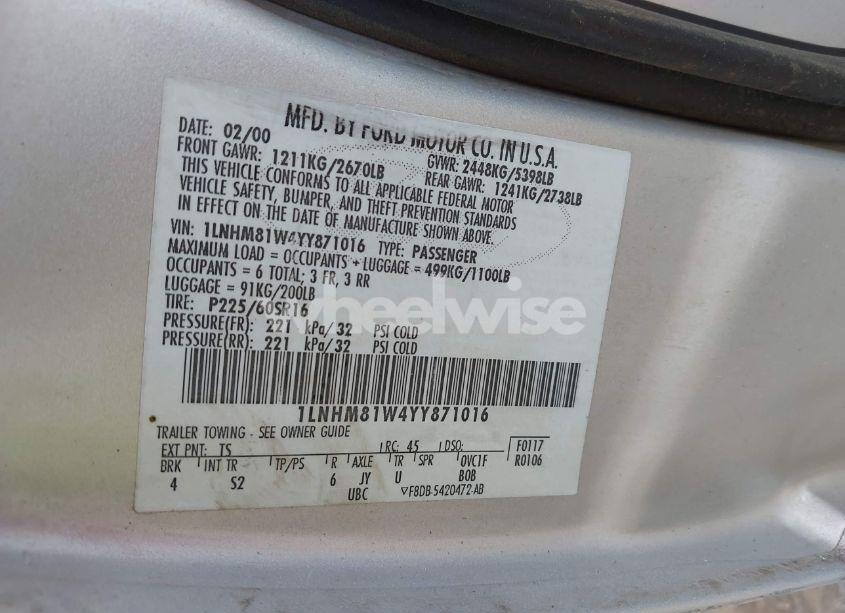 MFD. BY FORD MOTOR CO. IN U.S.A.
DATE: 02/00 GVWR: 2448KG/5398LB
FRONT GAWR: 1211KG/2670LB REAR GAWR: 1241KG/2738LB
THIS VEHICLE CONFORMS TO ALL APPLICABLE FEDERAL MOTOR
VEHICLE SAFETY, BUMPER, AND THEFT PREVENTION STANDARDS
IN EFFECT ON THE DATE OF MANUFACTURE SHOWN ABOVE.
VIN: 1LNHM81W4YY871016 TYPE: PASSENGER
MAXIMUM LOAD = OCCUPANTS + LUGGAGE = 499KG/1100LB
OCCUPANTS = 6 TOTAL; 3 FR, 3 RR
LUGGAGE = 91KG/200LB
TIRE: P225/60SR16
PRESSURE(FR): 221 kPa/32 PSI COLD
PRESSURE(RR): 221 kPa/32 PSI COLD
wheelwise
1LNHM81W4YY871016
TRAILER TOWING - SEE OWNER GUIDE
EXT PNT: TS RC: 45 DSO: F0117
BRK INT TR TP/PS R AXLE TR SPR OVC1F R0106
4 S2 6 JY U BOB
UBC F8DB-5420472-AB